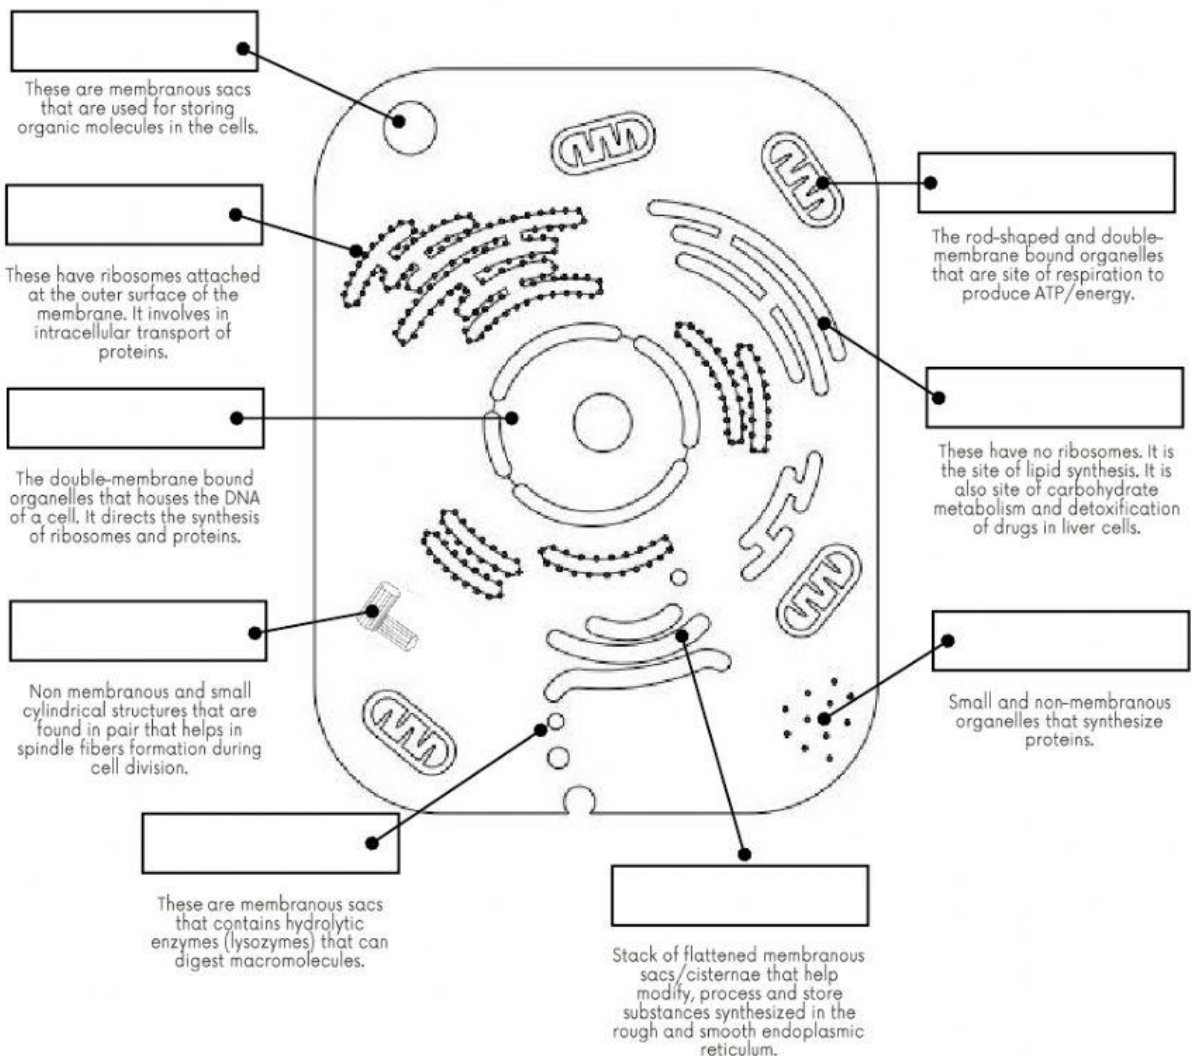 These are membranous sacs
that are used for storing
organic molecules in the cells.
These have ribosomes attached
at the outer surface of the
membrane. It involves in
intracellular transport of
proteins.
The double-membrane bound
organelles that houses the DNA
of a cell. It directs the synthesis
of ribosomes and proteins.
Non membranous and small
cylindrical structures that are
found in pair that helps in
spindle fibers formation during
cell division.
These are membranous sacs
that contains hydrolytic
enzymes (lysozymes) that can
digest macromolecules.
The rod-shaped and double-
membrane bound organelles
that are site of respiration to
produce ATP/energy.
These have no ribosomes. It is
the site of lipid synthesis. It is
also site of carbohydrate
metabolism and detoxification
of drugs in liver cells.
Small and non-membranous
organelles that synthesize
proteins.
Stack of flattened membranous
sacs/cisternae that help
modify, process and store
substances synthesized in the
rough and smooth endoplasmic
reticulum.